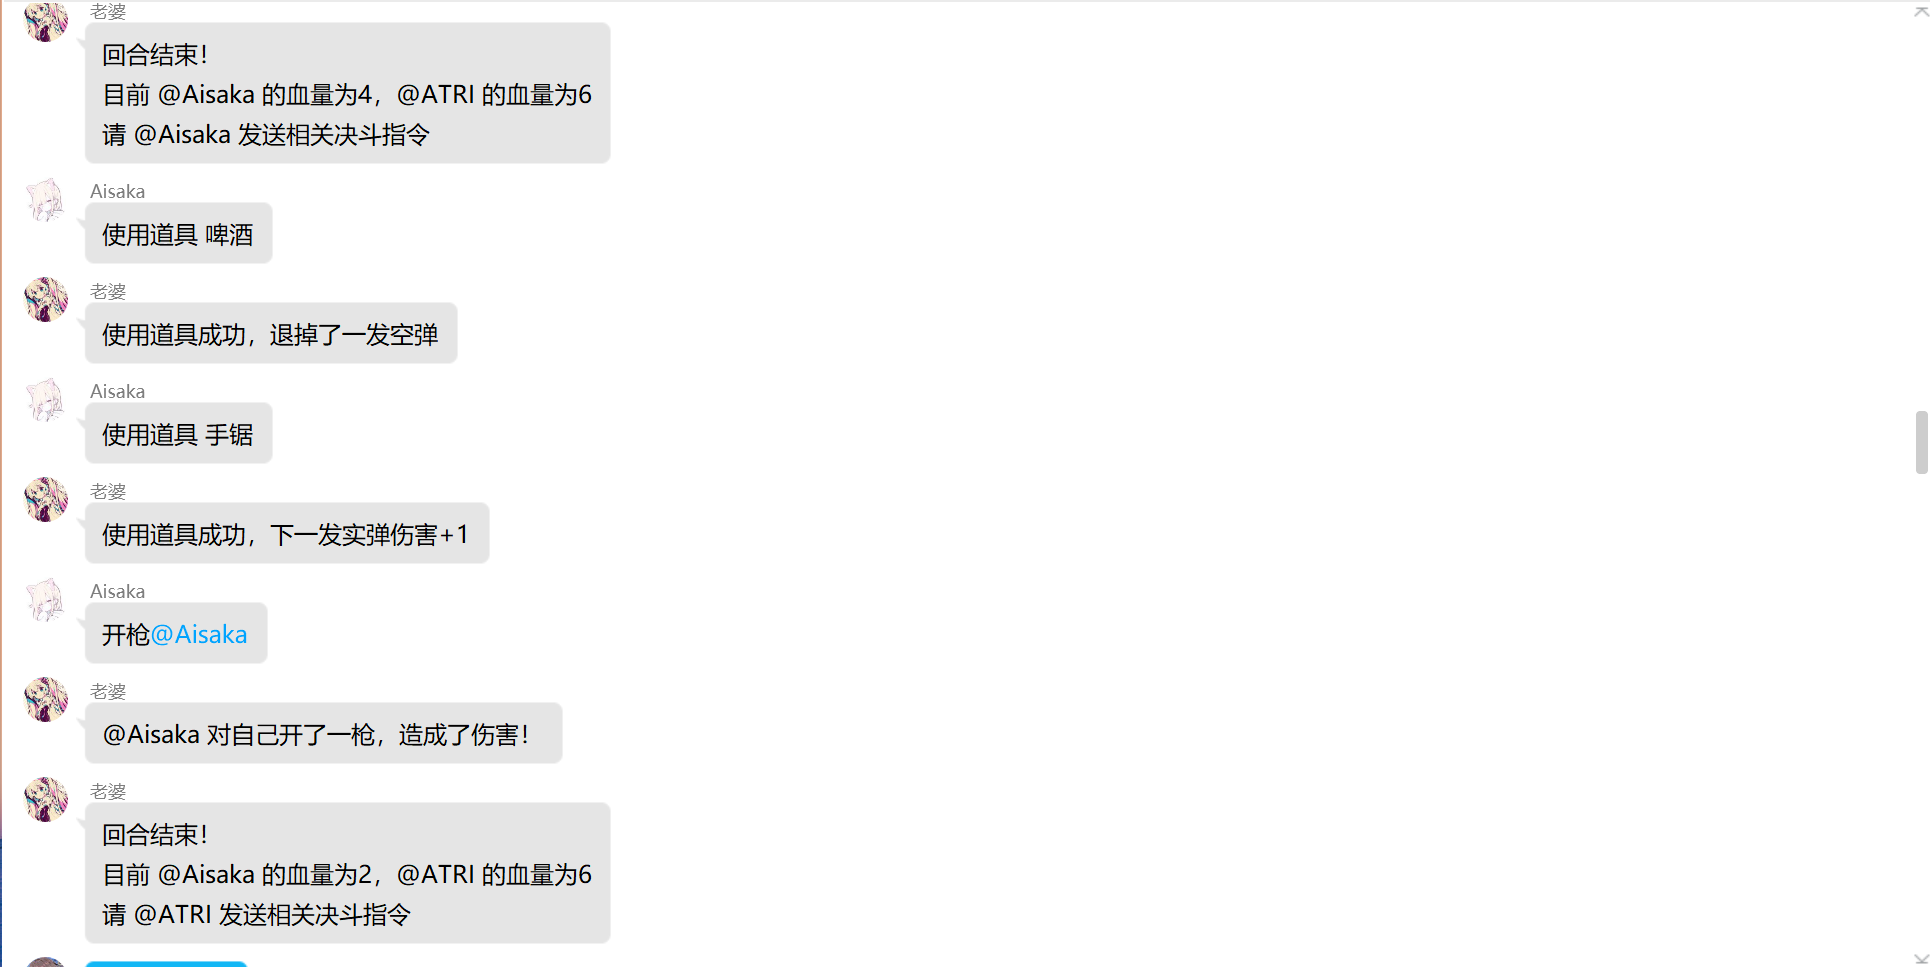 老婆
回合结束！
目前 @Aisaka 的血量为4，@ATRI 的血量为6
请 @Aisaka 发送相关决斗指令
Aisaka
使用道具 啤酒
老婆
使用道具成功，退掉了一发空弹
Aisaka
使用道具 手锯
老婆
使用道具成功，下一发实弹伤害+1
Aisaka
开枪@Aisaka
老婆
@Aisaka 对自己开了一枪，造成了伤害！
老婆
回合结束！
目前 @Aisaka 的血量为2，@ATRI 的血量为6
请 @ATRI 发送相关决斗指令